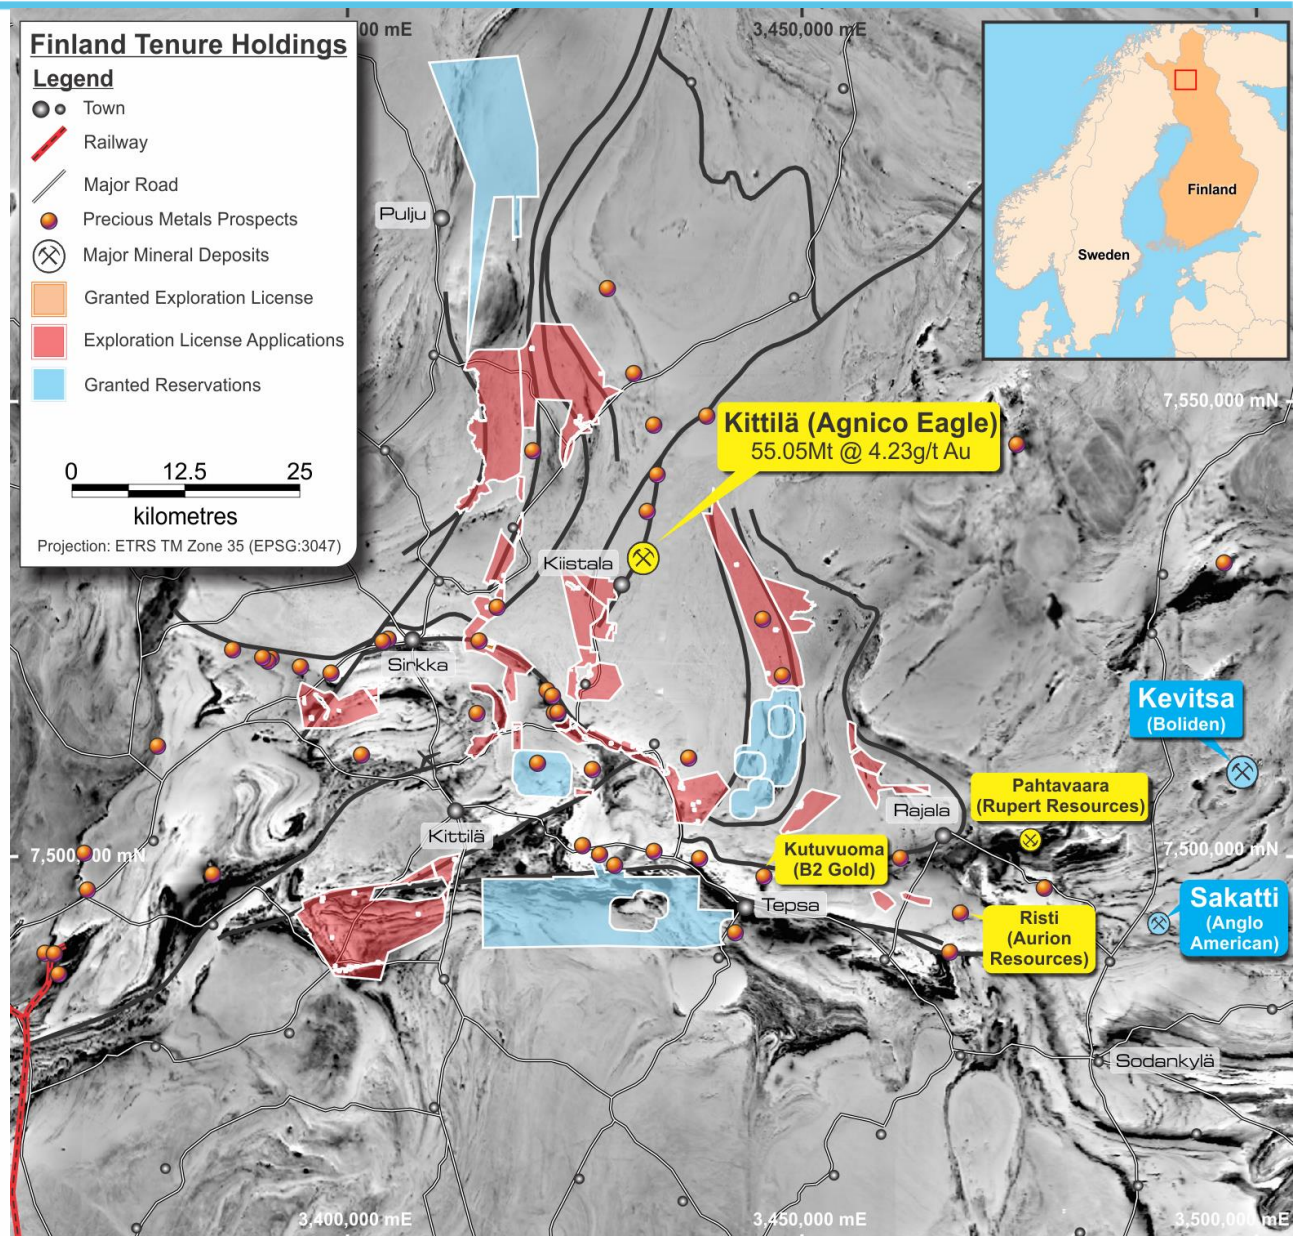 Finland Tenure Holdings
Legend
Town
Railway
Major Road
Precious Metals Prospects
Major Mineral Deposits
Granted Exploration License
Exploration License Applications
Granted Reservations
0 12.5 25
kilometres
Projection: ETRS TM Zone 35 (EPSG:3047)
00 mE
3,450,000 mE
Finland
Sweden
Pulju
7,550,000 mN
Kittilä (Agnico Eagle)
55.05Mt @ 4.23g/t Au
Kiistala
Sirkka
Kevitsa
(Boliden)
Pahtavaara
(Rupert Resources)
Rajala
Kittilä
7,500,000 mN
Kutuvuoma
(B2 Gold)
7,500,000 mN
Tepsa
Sakatti
(Anglo
American)
Risti
(Aurion
Resources)
Sodankylä
3,400,000 mE
3,450,000 mE
3,500,000 mE